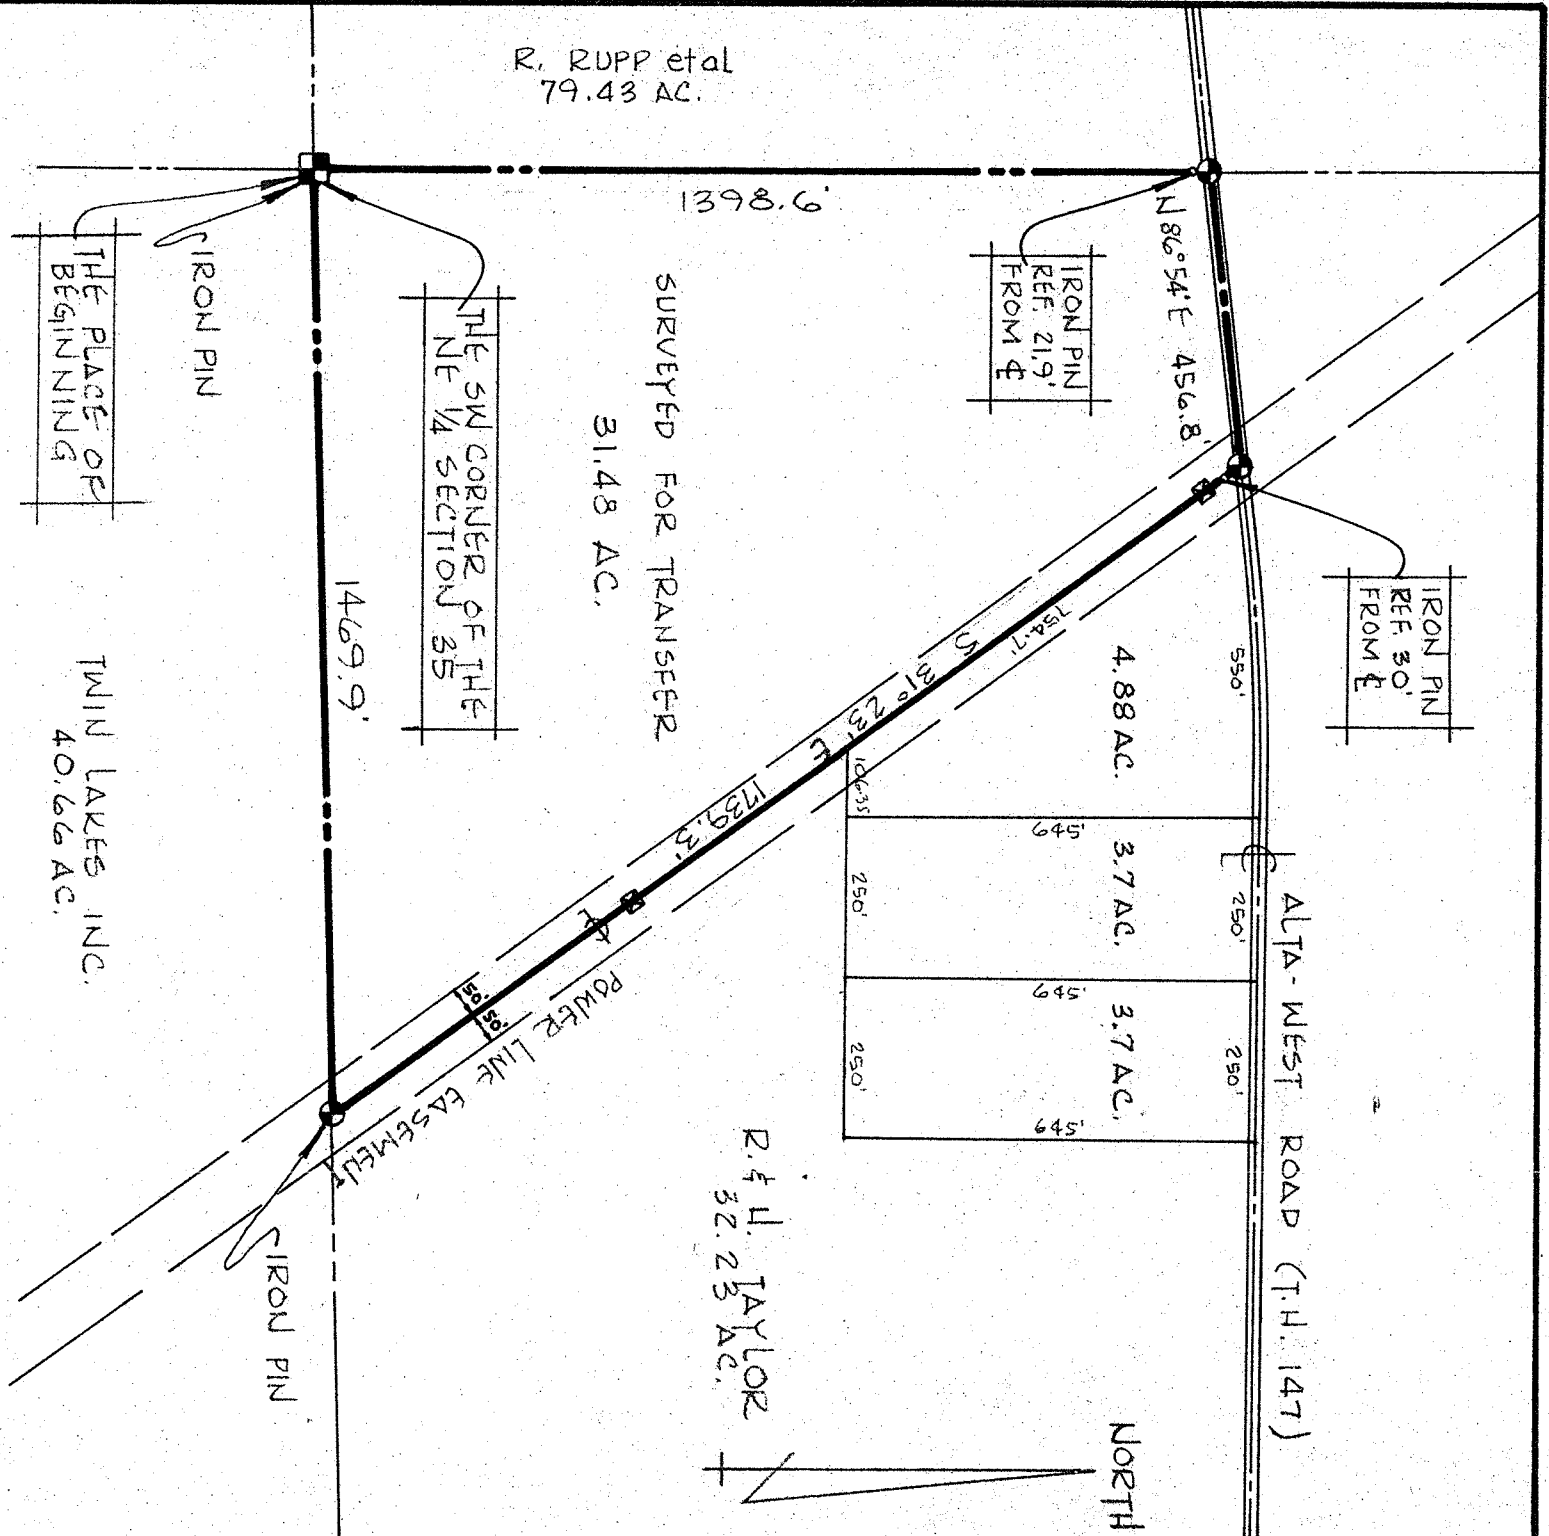 R. RUPP etal
79.43 AC.
1398.6'
N 86° 54' E 456.8'
IRON PIN
REF. 21.9'
FROM ℄
IRON PIN
REF. 30'
FROM ℄
ALTA-WEST ROAD (T.H. 147)
550'
250'
250'
4.88 AC.
3.7 AC.
3.7 AC.
645'
645'
645'
106.35'
250'
250'
754.7'
S 31° 23' E
1739.3'
℄
50' 50'
POWER LINE EASEMENT
SURVEYED FOR TRANSFER
31.48 AC.
R. & H. TAYLOR
32.23 AC.
NORTH
THE SW CORNER OF THE
NE 1/4 SECTION 35
1469.9'
IRON PIN
IRON PIN
THE PLACE OF
BEGINNING
TWIN LAKES INC.
40.66 AC.